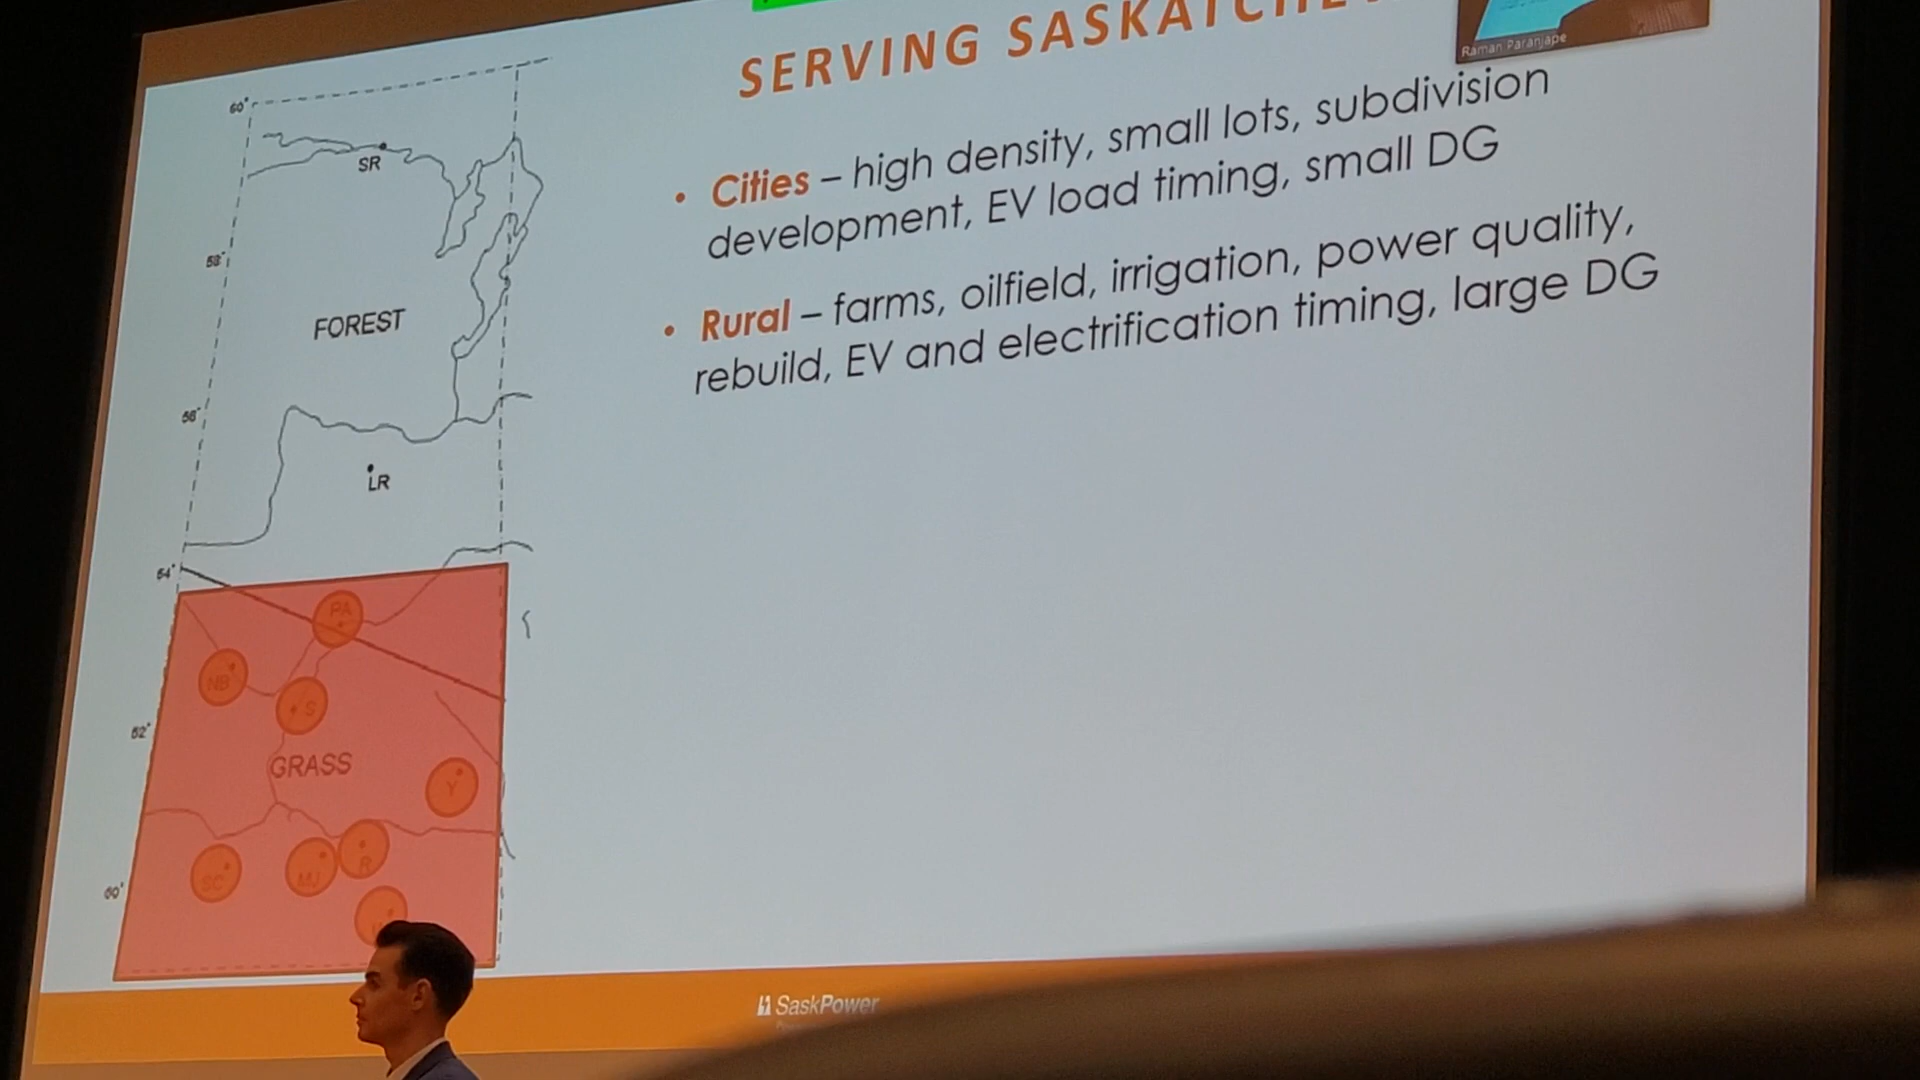 SERVING SASKATCHE
Raman Paranjape
• Cities – high density, small lots, subdivision
development, EV load timing, small DG
• Rural – farms, oilfield, irrigation, power quality,
rebuild, EV and electrification timing, large DG
60°
SR
58°
FOREST
56°
LR
54°
PA
NB
S
52°
GRASS
Y
R
MJ
SC
SaskPower